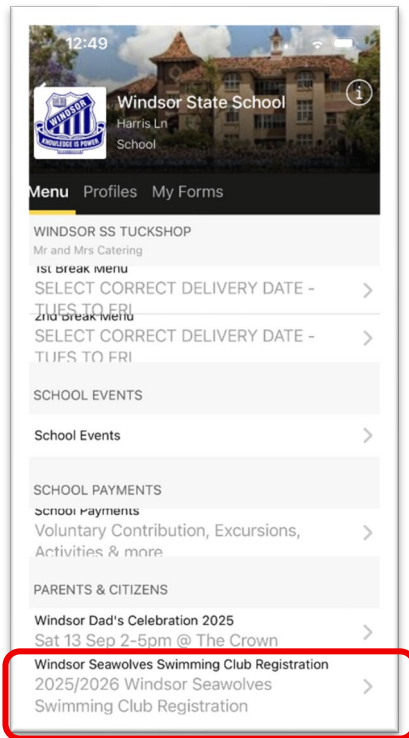 12:49
WINDSOR
KNOWLEDGE IS POWER
Windsor State School
Harris Ln
School
Menu Profiles My Forms
WINDSOR SS TUCKSHOP
Mr and Mrs Catering
1st Break Menu
SELECT CORRECT DELIVERY DATE -
TUES TO FRI
2nd Break Menu
SELECT CORRECT DELIVERY DATE -
TUES TO FRI
SCHOOL EVENTS
School Events
SCHOOL PAYMENTS
School Payments
Voluntary Contribution, Excursions,
Activities & more
PARENTS & CITIZENS
Windsor Dad's Celebration 2025
Sat 13 Sep 2-5pm @ The Crown
Windsor Seawolves Swimming Club Registration
2025/2026 Windsor Seawolves
Swimming Club Registration